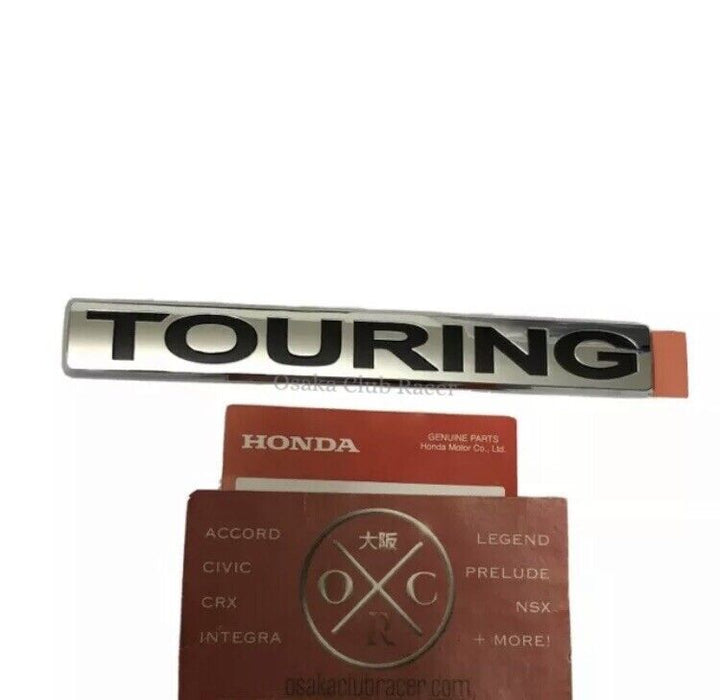 TOURING
Osaka Club Racer
HONDA
GENUINE PARTS
Honda Motor Co., Ltd.
大阪
O C
R
ACCORD
CIVIC
CRX
INTEGRA
LEGEND
PRELUDE
NSX
+ MORE!
osakaclubracer.com